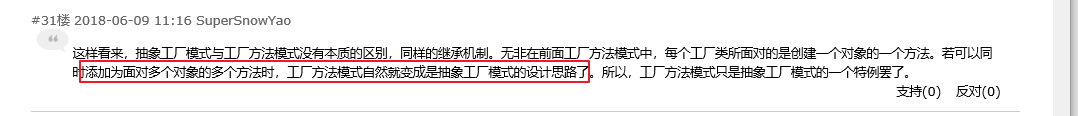 #31楼 2018-06-09 11:16 SuperSnowYao
这样看来，抽象工厂模式与工厂方法模式没有本质的区别，同样的继承机制。无非在前面工厂方法模式中，每个工厂类所面对的是创建一个对象的一个方法。若可以同
时添加为面对多个对象的多个方法时，工厂方法模式自然就变成是抽象工厂模式的设计思路了。所以，工厂方法模式只是抽象工厂模式的一个特例罢了。
支持(0) 反对(0)